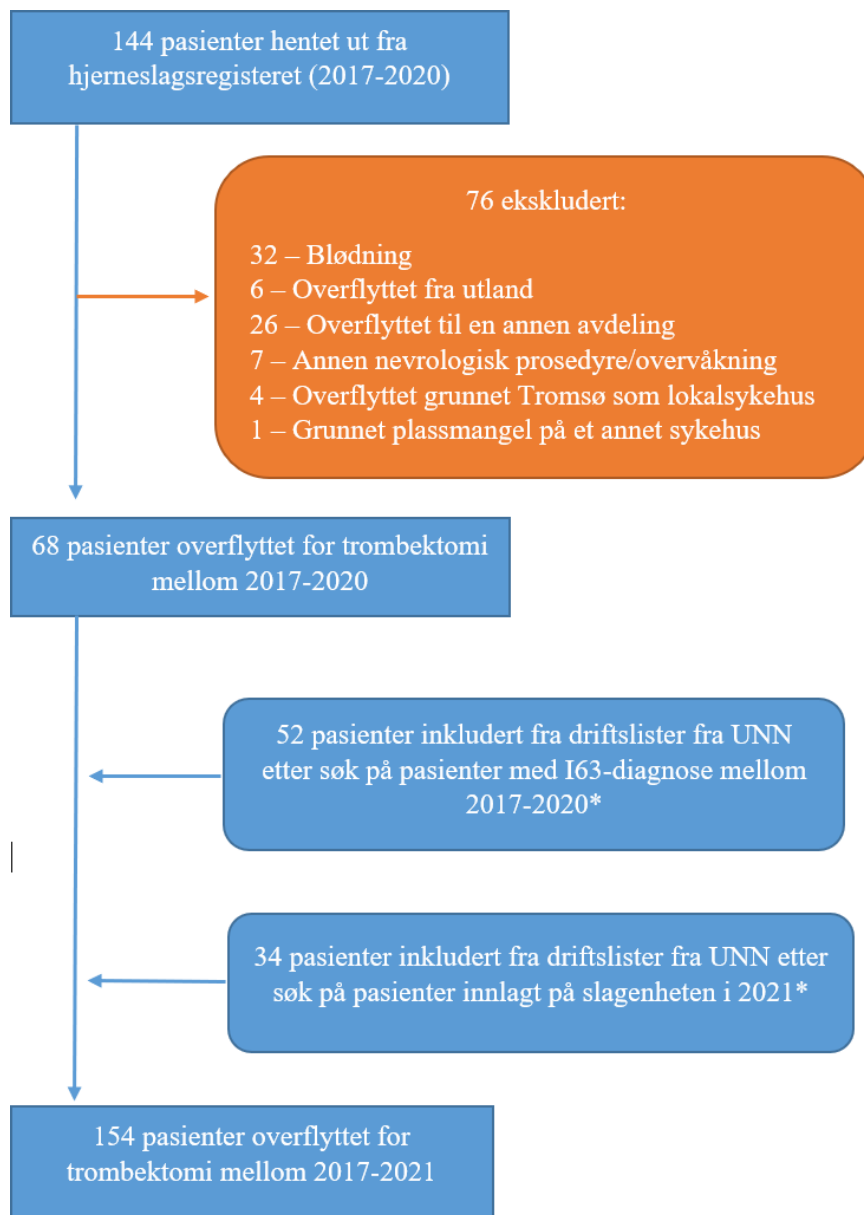 144 pasienter hentet ut fra
hjerneslagsregisteret (2017-2020)
76 ekskludert:
32 – Blødning
6 – Overflyttet fra utland
26 – Overflyttet til en annen avdeling
7 – Annen nevrologisk prosedyre/overvåkning
4 – Overflyttet grunnet Tromsø som lokalsykehus
1 – Grunnet plassmangel på et annet sykehus
68 pasienter overflyttet for trombektomi
mellom 2017-2020
52 pasienter inkludert fra driftslister fra UNN
etter søk på pasienter med I63-diagnose mellom
2017-2020*
34 pasienter inkludert fra driftslister fra UNN etter
søk på pasienter innlagt på slagenheten i 2021*
154 pasienter overflyttet for
trombektomi mellom 2017-2021